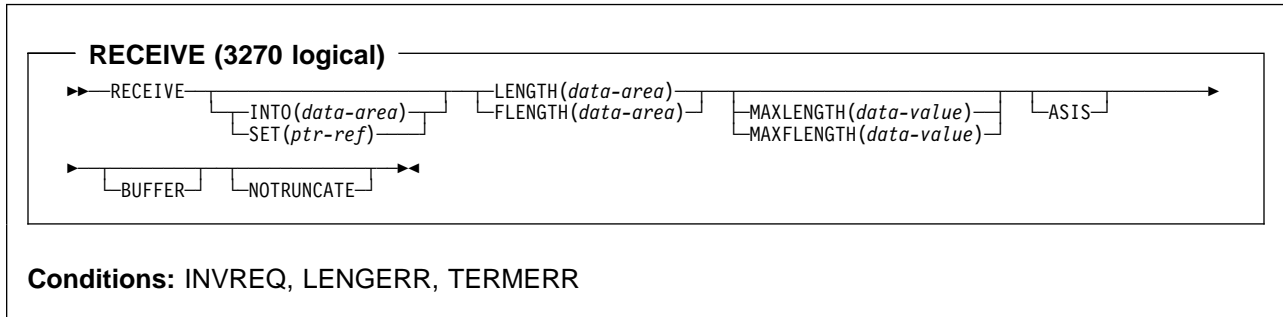 RECEIVE (3270 logical)
RECEIVE LENGTH(data-area)
INTO(data-area) FLENGTH(data-area) MAXLENGTH(data-value) ASIS
SET(ptr-ref) MAXFLENGTH(data-value)
BUFFER NOTRUNCATE
Conditions: INVREQ, LENGERR, TERMERR